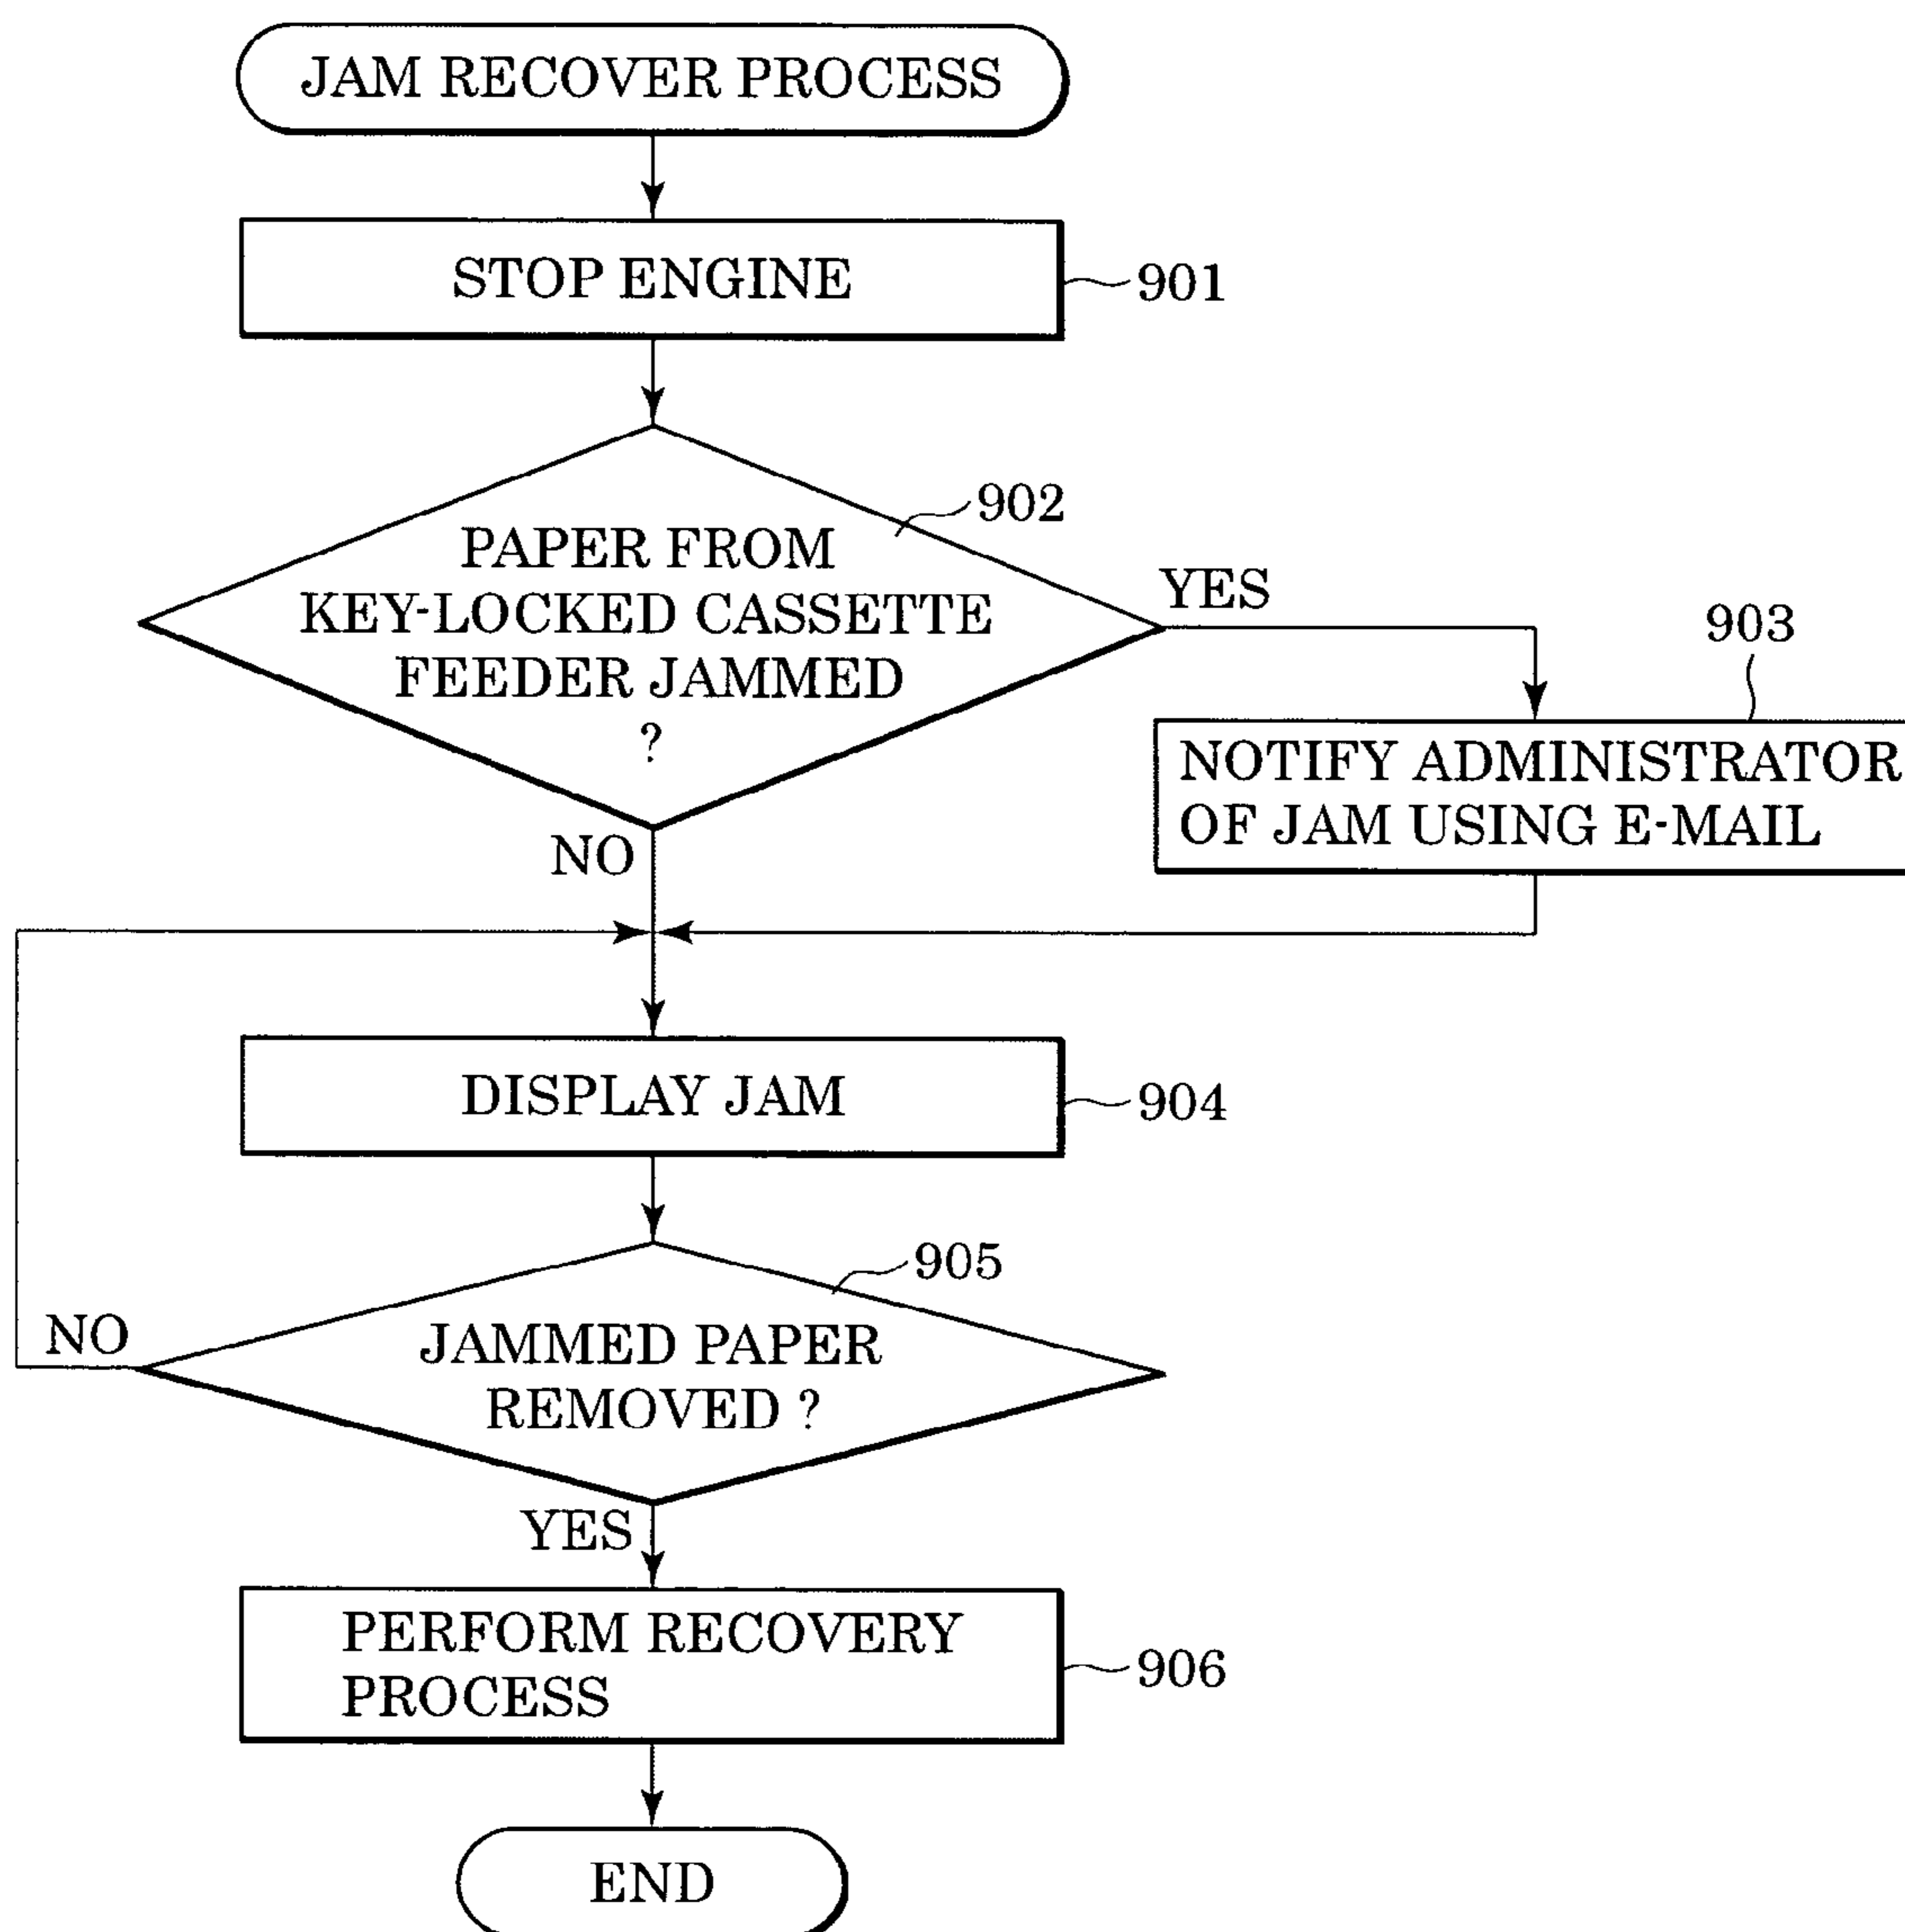 JAM RECOVER PROCESS
STOP ENGINE
901
902
PAPER FROM
KEY-LOCKED CASSETTE
FEEDER JAMMED
?
YES
903
NOTIFY ADMINISTRATOR
OF JAM USING E-MAIL
NO
DISPLAY JAM
904
905
JAMMED PAPER
REMOVED ?
NO
YES
PERFORM RECOVERY
PROCESS
906
END